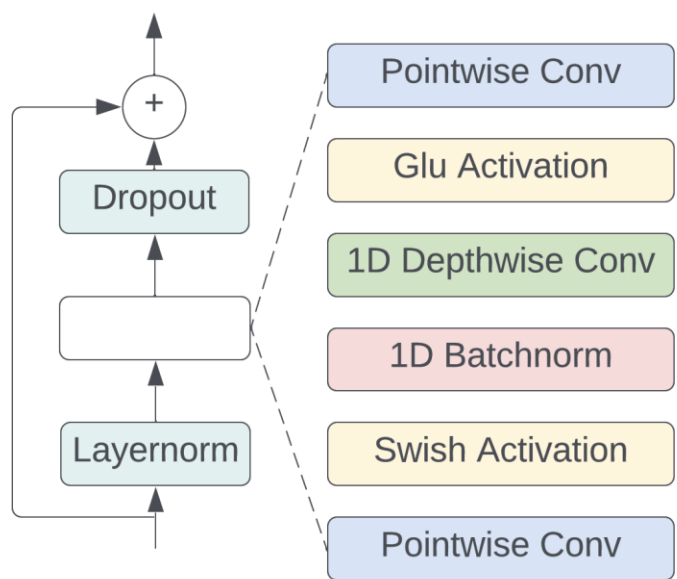 +
Dropout
Layernorm
Pointwise Conv
Glu Activation
1D Depthwise Conv
1D Batchnorm
Swish Activation
Pointwise Conv